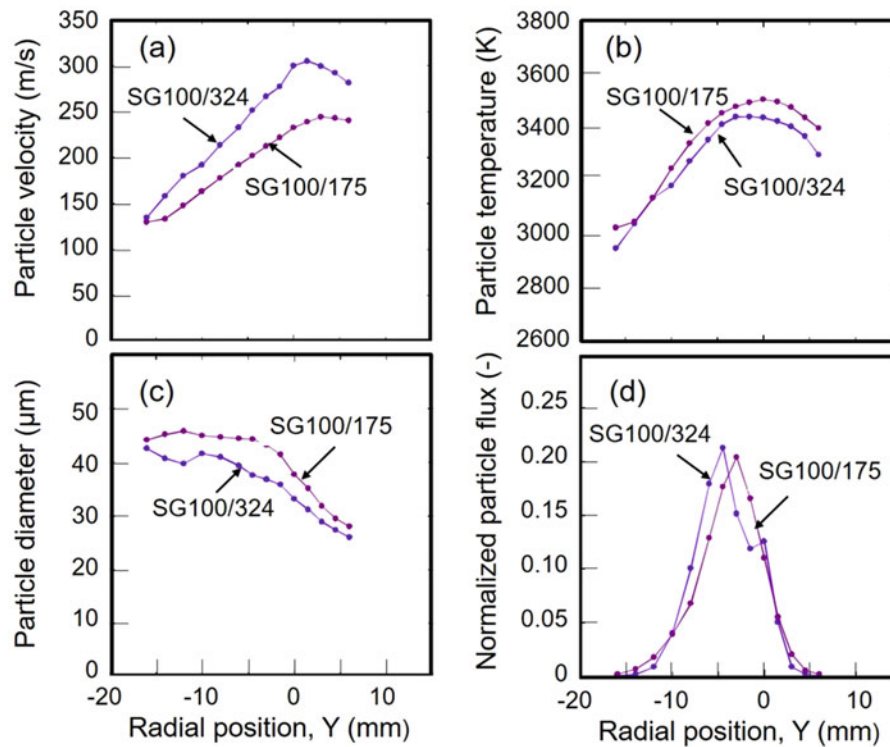 (a)
Particle velocity (m/s)
350
300
250
200
150
100
50
0
SG100/324
SG100/175
(b)
Particle temperature (K)
3800
3600
3400
3200
3000
2800
2600
SG100/175
SG100/324
(c)
Particle diameter (μm)
50
40
30
20
10
0
SG100/175
SG100/324
-20 -10 0 10
Radial position, Y (mm)
(d)
Normalized particle flux (-)
0.25
0.20
0.15
0.10
0.05
0
SG100/324
SG100/175
-20 -10 0 10
Radial position, Y (mm)